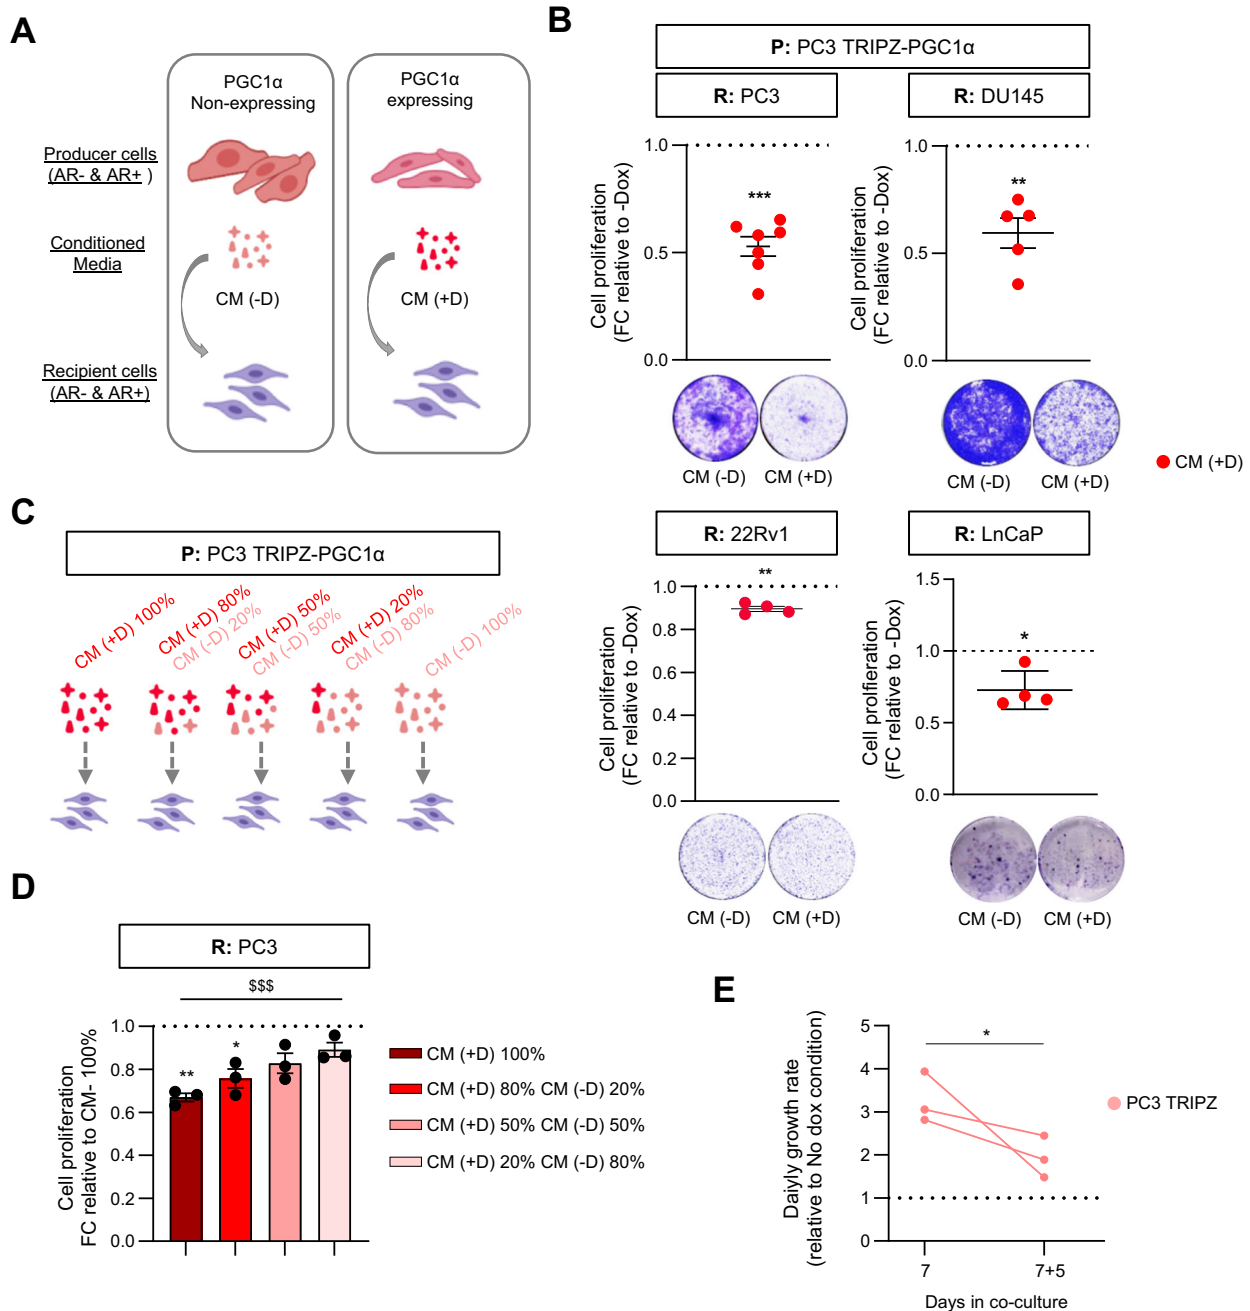 A
PGC1α
Non-expressing
PGC1α
expressing
Producer cells
(AR- & AR+ )
Conditioned
Media
CM (-D)
CM (+D)
Recipient cells
(AR- & AR+)
B
P: PC3 TRIPZ-PGC1α
R: PC3
Cell proliferation
(FC relative to -Dox)
1.0
0.5
0.0
***
CM (-D)
CM (+D)
R: DU145
Cell proliferation
(FC relative to -Dox)
1.0
0.5
0.0
**
CM (-D)
CM (+D)
CM (+D)
R: 22Rv1
Cell proliferation
(FC relative to -Dox)
1.0
0.8
0.6
0.4
0.2
0.0
**
CM (-D)
CM (+D)
R: LnCaP
Cell proliferation
(FC relative to -Dox)
1.5
1.0
0.5
0.0
*
CM (-D)
CM (+D)
C
P: PC3 TRIPZ-PGC1α
CM (+D) 100%
CM (+D) 80%
CM (-D) 20%
CM (+D) 50%
CM (-D) 50%
CM (+D) 20%
CM (-D) 80%
CM (-D) 100%
D
R: PC3
$$$
Cell proliferation
FC relative to CM- 100%
1.0
0.8
0.6
0.4
0.2
0.0
**
*
CM (+D) 100%
CM (+D) 80% CM (-D) 20%
CM (+D) 50% CM (-D) 50%
CM (+D) 20% CM (-D) 80%
E
Daiyly growth rate
(relative to No dox condition)
5
4
3
2
1
0
*
7
7+5
Days in co-culture
PC3 TRIPZ